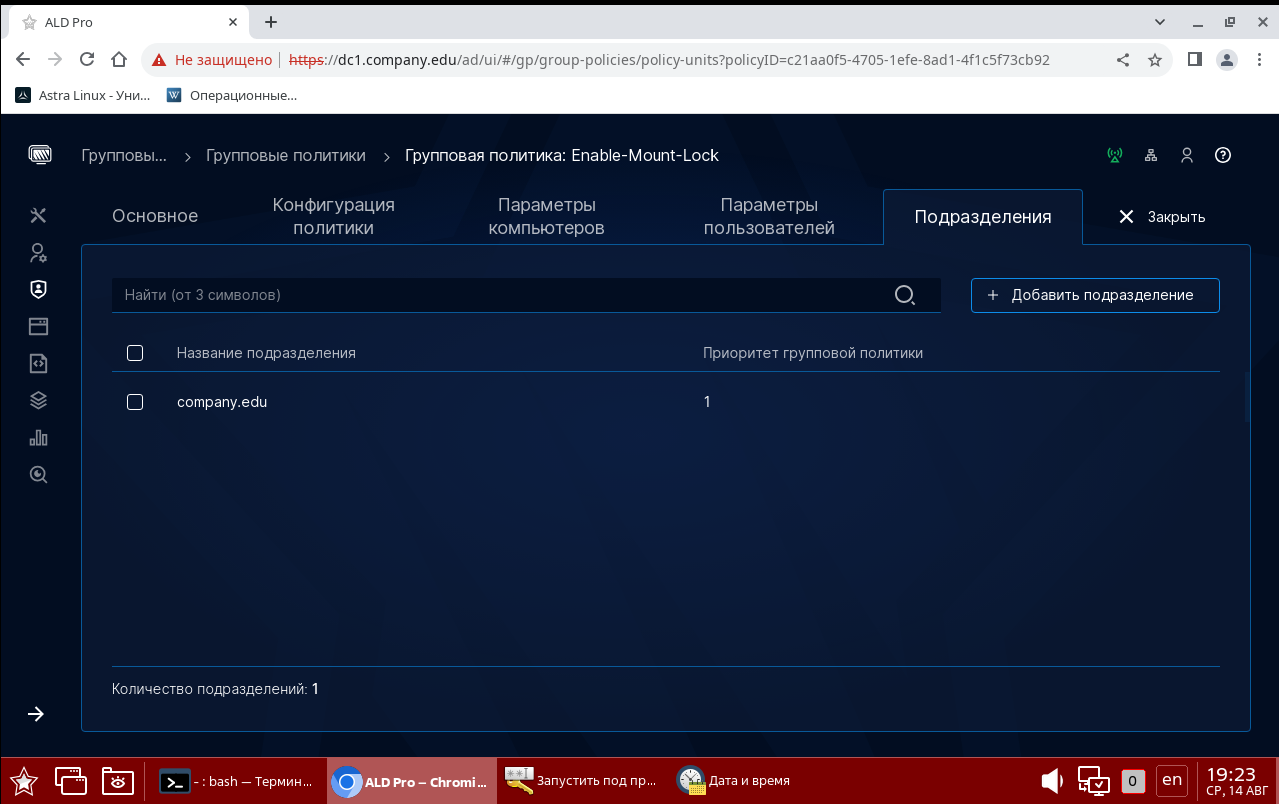 ALD Pro
Не защищено https://dc1.company.edu/ad/ui/#/gp/group-policies/policy-units?policyID=c21aa0f5-4705-1efe-8ad1-4f1c5f73cb92
Astra Linux - Уни... Операционные...
Групповы... > Групповые политики > Групповая политика: Enable-Mount-Lock
Основное
Конфигурация
политики
Параметры
компьютеров
Параметры
пользователей
Подразделения
Закрыть
Найти (от 3 символов)
+ Добавить подразделение
Название подразделения Приоритет групповой политики
company.edu 1
Количество подразделений: 1
- : bash — Термин... ALD Pro – Chromi... Запустить под пр... Дата и время
0 en 19:23
СР, 14 АВГ